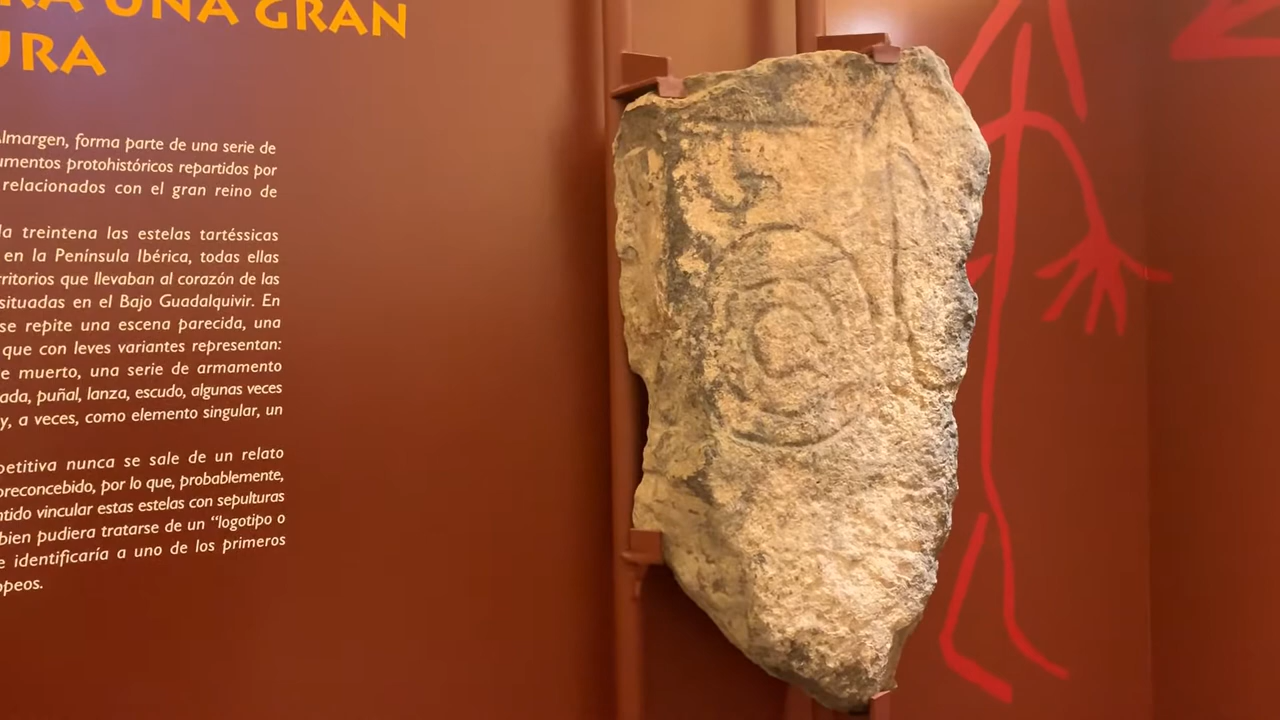 UNA GRAN
URA
Almargen, forma parte de una serie de
umentos protohistóricos repartidos por
relacionados con el gran reino de
la treintena las estelas tartéssicas
en la Península Ibérica, todas ellas
rritorios que llevaban al corazón de las
situadas en el Bajo Guadalquivir. En
se repite una escena parecida, una
que con leves variantes representan:
e muerto, una serie de armamento
ada, puñal, lanza, escudo, algunas veces
y, a veces, como elemento singular, un
petitiva nunca se sale de un relato
preconcebido, por lo que, probablemente,
ntido vincular estas estelas con sepulturas
bien pudiera tratarse de un “logotipo o
e identificaría a uno de los primeros
opeos.